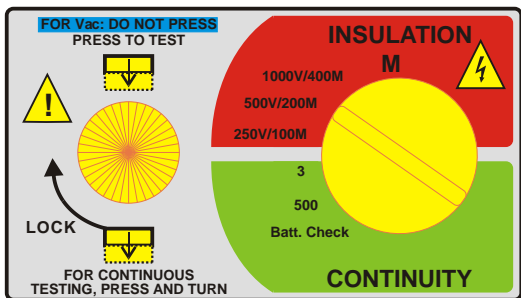 FOR Vac: DO NOT PRESS
PRESS TO TEST
!
LOCK
FOR CONTINUOUS
TESTING, PRESS AND TURN
INSULATION
M
1000V/400M
500V/200M
250V/100M
3
500
Batt. Check
CONTINUITY